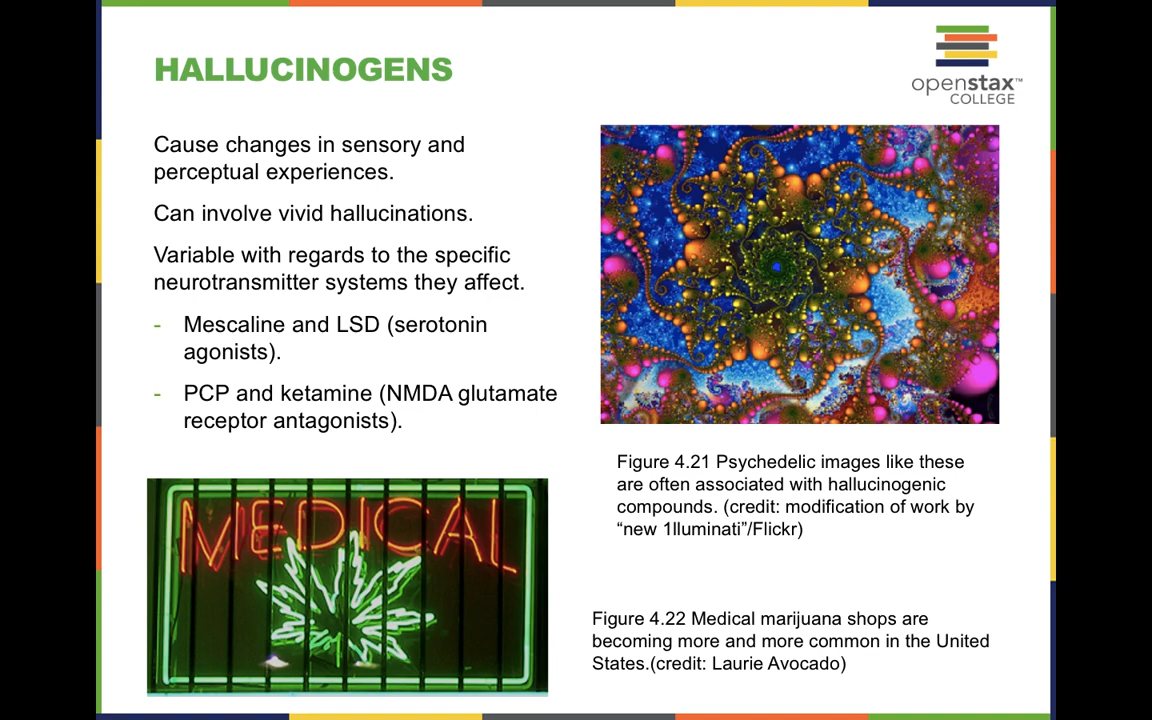 HALLUCINOGENS
openstax™
COLLEGE
Cause changes in sensory and
perceptual experiences.
Can involve vivid hallucinations.
Variable with regards to the specific
neurotransmitter systems they affect.
- Mescaline and LSD (serotonin
agonists).
- PCP and ketamine (NMDA glutamate
receptor antagonists).
Figure 4.21 Psychedelic images like these
are often associated with hallucinogenic
compounds. (credit: modification of work by
“new 1lluminati”/Flickr)
MEDICAL
Figure 4.22 Medical marijuana shops are
becoming more and more common in the United
States.(credit: Laurie Avocado)